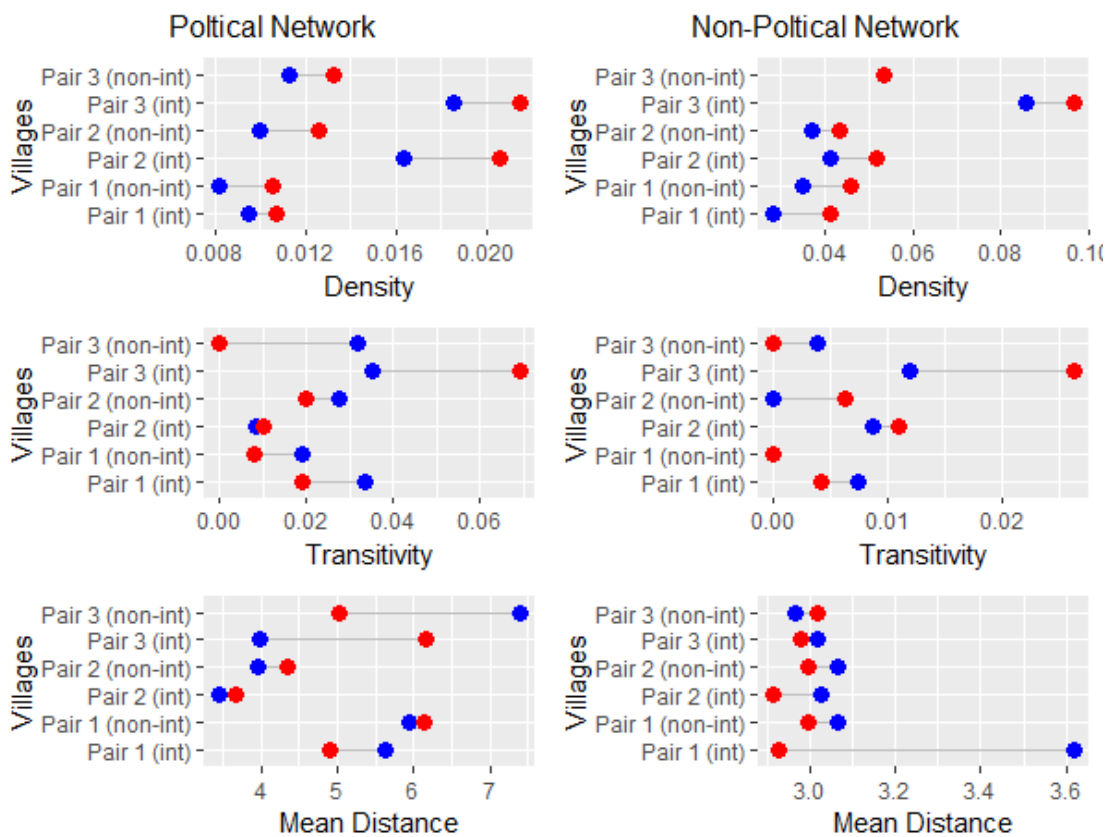 Poltical Network
Villages
Pair 3 (non-int)
Pair 3 (int)
Pair 2 (non-int)
Pair 2 (int)
Pair 1 (non-int)
Pair 1 (int)
0.008 0.012 0.016 0.020
Density
Non-Poltical Network
Villages
Pair 3 (non-int)
Pair 3 (int)
Pair 2 (non-int)
Pair 2 (int)
Pair 1 (non-int)
Pair 1 (int)
0.04 0.06 0.08 0.10
Density
Villages
Pair 3 (non-int)
Pair 3 (int)
Pair 2 (non-int)
Pair 2 (int)
Pair 1 (non-int)
Pair 1 (int)
0.00 0.02 0.04 0.06
Transitivity
Villages
Pair 3 (non-int)
Pair 3 (int)
Pair 2 (non-int)
Pair 2 (int)
Pair 1 (non-int)
Pair 1 (int)
0.00 0.01 0.02
Transitivity
Villages
Pair 3 (non-int)
Pair 3 (int)
Pair 2 (non-int)
Pair 2 (int)
Pair 1 (non-int)
Pair 1 (int)
4 5 6 7
Mean Distance
Villages
Pair 3 (non-int)
Pair 3 (int)
Pair 2 (non-int)
Pair 2 (int)
Pair 1 (non-int)
Pair 1 (int)
3.0 3.2 3.4 3.6
Mean Distance